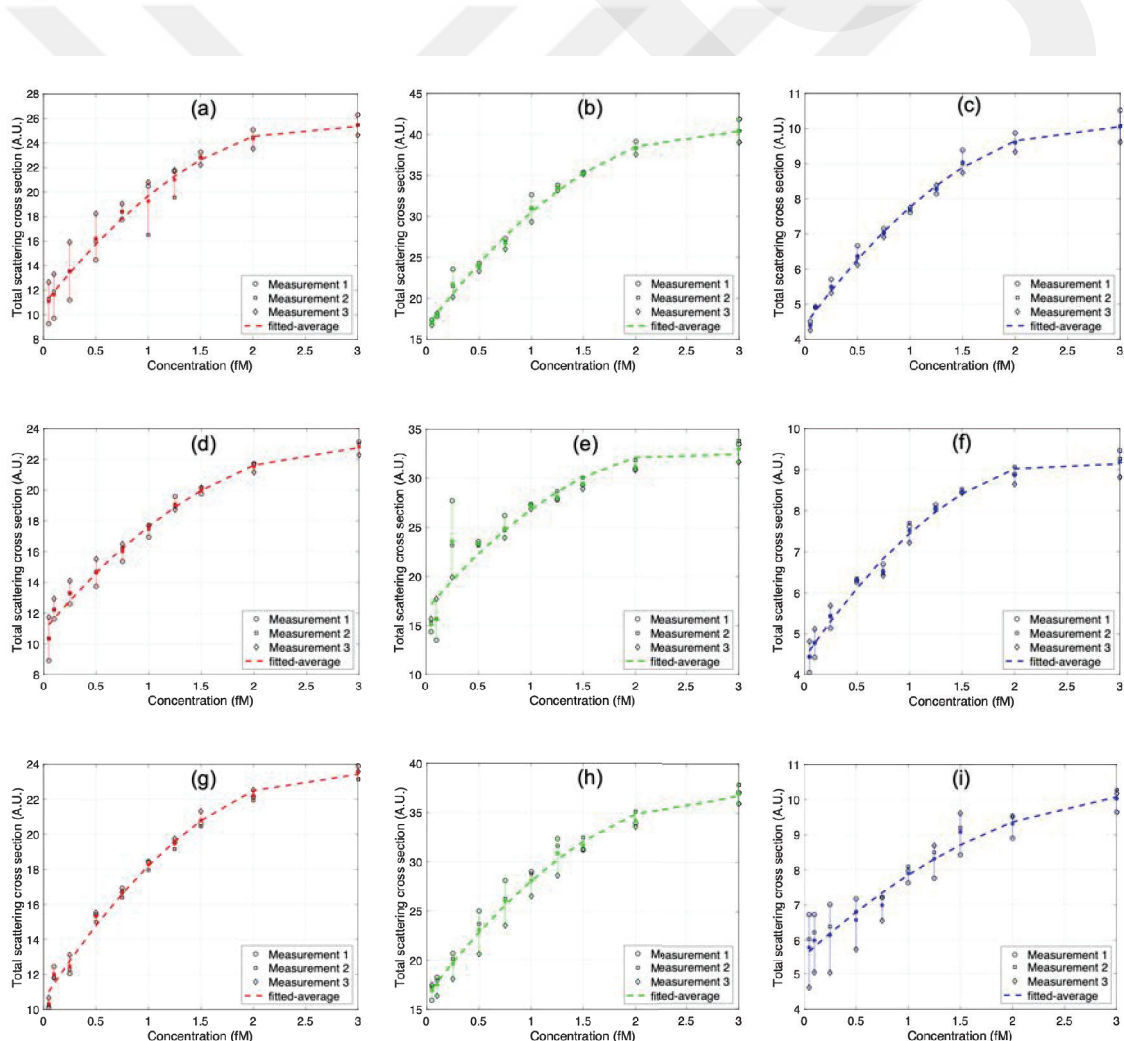 (a)
Total scattering cross section (A.U.)
28
26
24
22
20
18
16
14
12
10
8
0
0.5
1
1.5
2
2.5
3
Concentration (fM)
Measurement 1
Measurement 2
Measurement 3
fitted-average
(b)
Total scattering cross section (A.U.)
45
40
35
30
25
20
15
0
0.5
1
1.5
2
2.5
3
Concentration (fM)
Measurement 1
Measurement 2
Measurement 3
fitted-average
(c)
Total scattering cross section (A.U.)
11
10
9
8
7
6
5
4
0
0.5
1
1.5
2
2.5
3
Concentration (fM)
Measurement 1
Measurement 2
Measurement 3
fitted-average
(d)
Total scattering cross section (A.U.)
24
22
20
18
16
14
12
10
8
0
0.5
1
1.5
2
2.5
3
Concentration (fM)
Measurement 1
Measurement 2
Measurement 3
fitted-average
(e)
Total scattering cross section (A.U.)
35
30
25
20
15
10
0
0.5
1
1.5
2
2.5
3
Concentration (fM)
Measurement 1
Measurement 2
Measurement 3
fitted-average
(f)
Total scattering cross section (A.U.)
10
9
8
7
6
5
4
0
0.5
1
1.5
2
2.5
3
Concentration (fM)
Measurement 1
Measurement 2
Measurement 3
fitted-average
(g)
Total scattering cross section (A.U.)
24
22
20
18
16
14
12
10
0
0.5
1
1.5
2
2.5
3
Concentration (fM)
Measurement 1
Measurement 2
Measurement 3
fitted-average
(h)
Total scattering cross section (A.U.)
40
35
30
25
20
15
0
0.5
1
1.5
2
2.5
3
Concentration (fM)
Measurement 1
Measurement 2
Measurement 3
fitted-average
(i)
Total scattering cross section (A.U.)
11
10
9
8
7
6
5
4
0
0.5
1
1.5
2
2.5
3
Concentration (fM)
Measurement 1
Measurement 2
Measurement 3
fitted-average